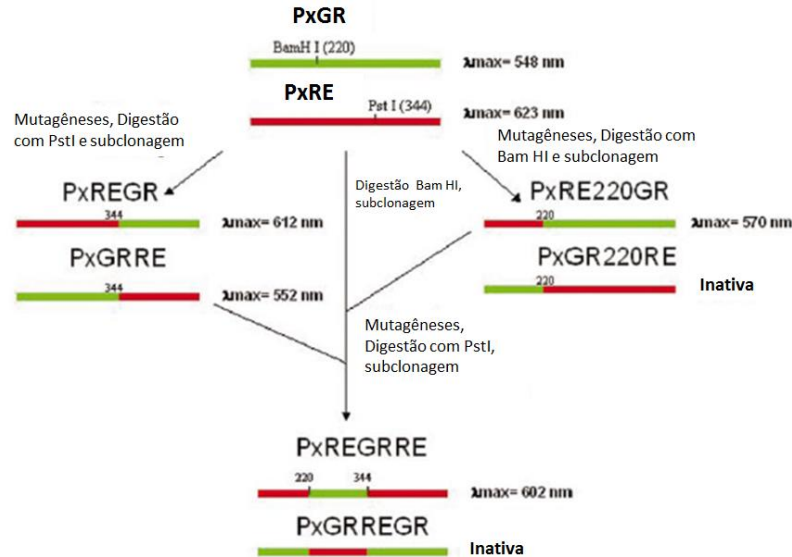 PxGR
BamH I (220)
λmax= 548 nm
PxRE
Pst I (344)
λmax= 623 nm
Mutagêneses, Digestão
com PstI e subclonagem
Mutagêneses, Digestão com
Bam HI e subclonagem
Digestão Bam HI,
subclonagem
PxREGR
344
λmax= 612 nm
PxGRRE
344
λmax= 552 nm
PxRE220GR
220
λmax= 570 nm
PxGR220RE
220
Inativa
Mutagêneses,
Digestão com PstI,
subclonagem
PxREGRRE
220 344
λmax= 602 nm
PxGRREGR
Inativa